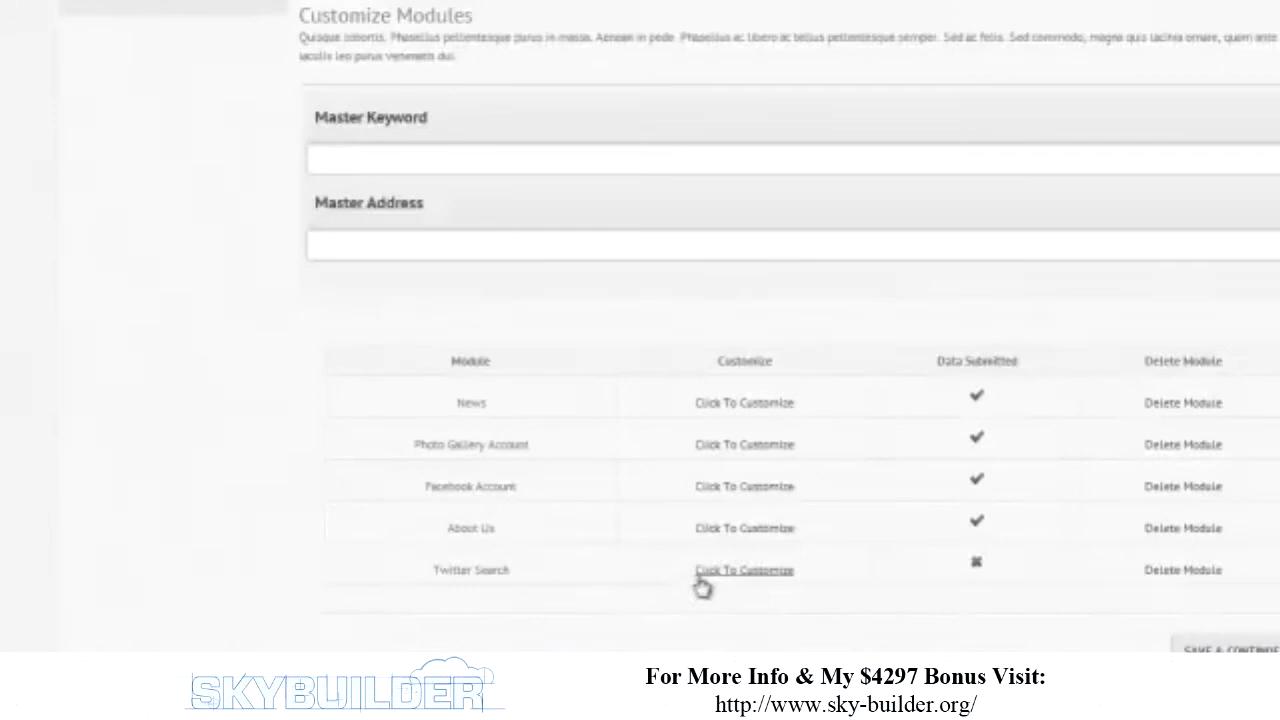 Customize Modules
Quisque lobortis. Phasellus pellentesque purus in massa. Aenean in pede. Phasellus ac libero ac tellus pellentesque semper. Sed ac felis. Sed commodo, magna quis lacinia ornare, quam ante
iaculis leo purus venenatis dui.
Master Keyword
Master Address
Module Customize Data Submitted Delete Module
News Click To Customize Delete Module
Photo Gallery Account Click To Customize Delete Module
Facebook Account Click To Customize Delete Module
About Us Click To Customize Delete Module
Twitter Search Click To Customize Delete Module
SAVE & CONTINUE
SKYBUILDER
For More Info & My $4297 Bonus Visit:
http://www.sky-builder.org/